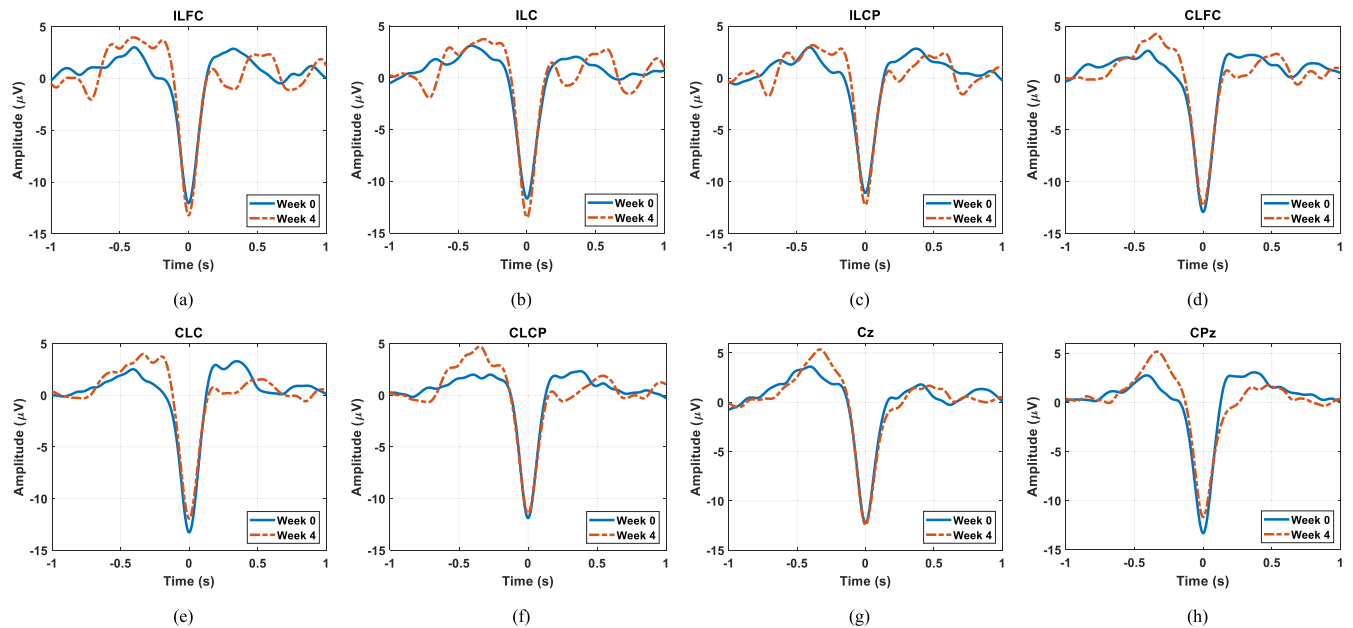 ILFC
5
0
-5
-10
-15
Amplitude (μV)
-1 -0.5 0 0.5 1
Time (s)
Week 0
Week 4
(a)
ILC
5
0
-5
-10
-15
Amplitude (μV)
-1 -0.5 0 0.5 1
Time (s)
Week 0
Week 4
(b)
ILCP
5
0
-5
-10
-15
Amplitude (μV)
-1 -0.5 0 0.5 1
Time (s)
Week 0
Week 4
(c)
CLFC
5
0
-5
-10
-15
Amplitude (μV)
-1 -0.5 0 0.5 1
Time (s)
Week 0
Week 4
(d)
CLC
5
0
-5
-10
-15
Amplitude (μV)
-1 -0.5 0 0.5 1
Time (s)
Week 0
Week 4
(e)
CLCP
5
0
-5
-10
-15
Amplitude (μV)
-1 -0.5 0 0.5 1
Time (s)
Week 0
Week 4
(f)
Cz
5
0
-5
-10
-15
Amplitude (μV)
-1 -0.5 0 0.5 1
Time (s)
Week 0
Week 4
(g)
CPz
5
0
-5
-10
-15
Amplitude (μV)
-1 -0.5 0 0.5 1
Time (s)
Week 0
Week 4
(h)